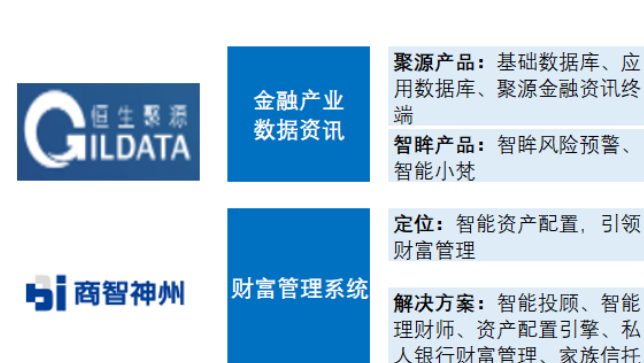 恒生聚源
GILDATA
金融产业
数据资讯
聚源产品：基础数据库、应
用数据库、聚源金融资讯终
端
智眸产品：智眸风险预警、
智能小梵
商智神州
财富管理系统
定位：智能资产配置，引领
财富管理
解决方案：智能投顾、智能
理财师、资产配置引擎、私
人银行财富管理、家族信托